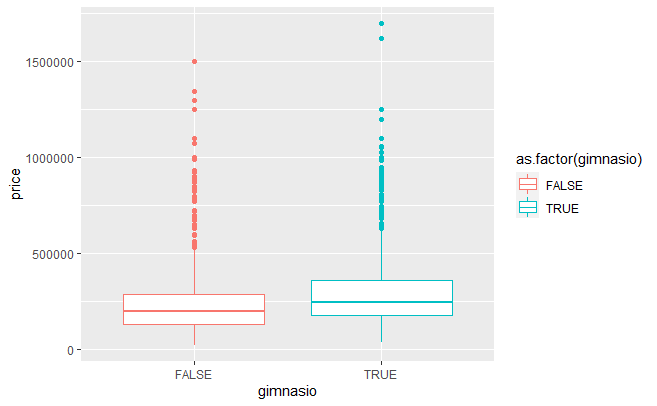 1500000
1000000
500000
0
price
FALSE
TRUE
gimnasio
as.factor(gimnasio)
FALSE
TRUE